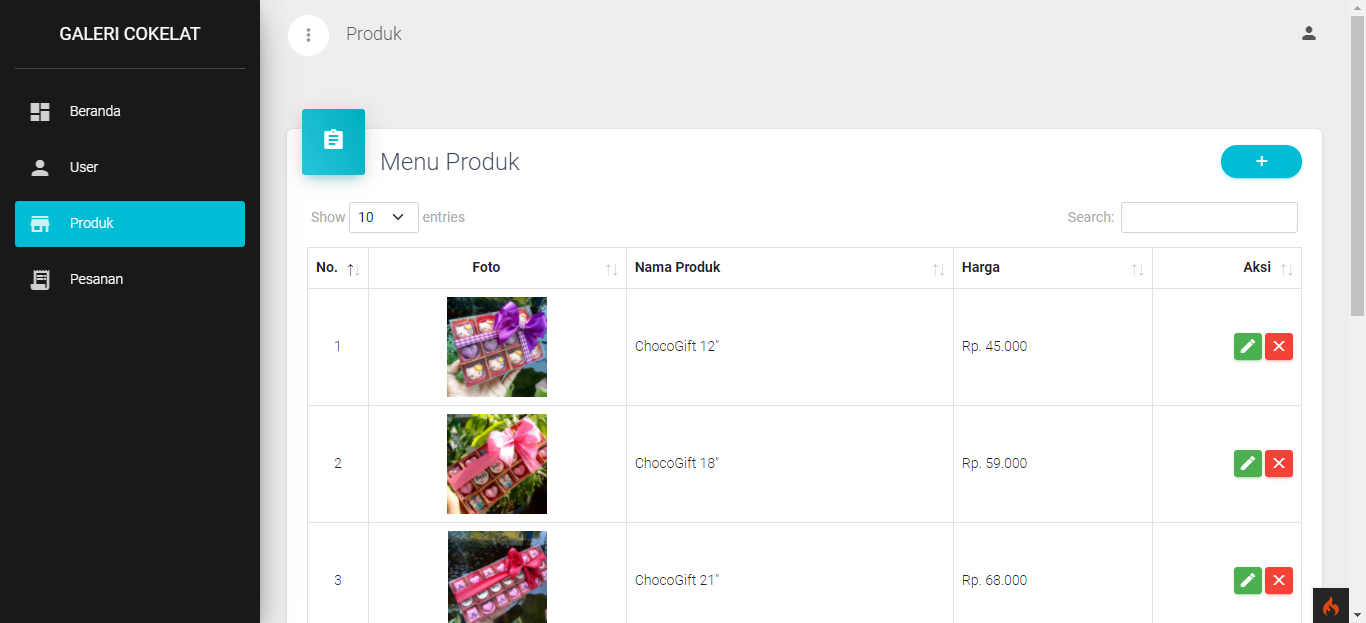 GALERI COKELAT
Produk
Beranda
User
Produk
Pesanan
Menu Produk
+
Show 10 entries
Search:
No. Foto Nama Produk Harga Aksi
1 ChocoGift 12" Rp. 45.000
2 ChocoGift 18" Rp. 59.000
3 ChocoGift 21" Rp. 68.000